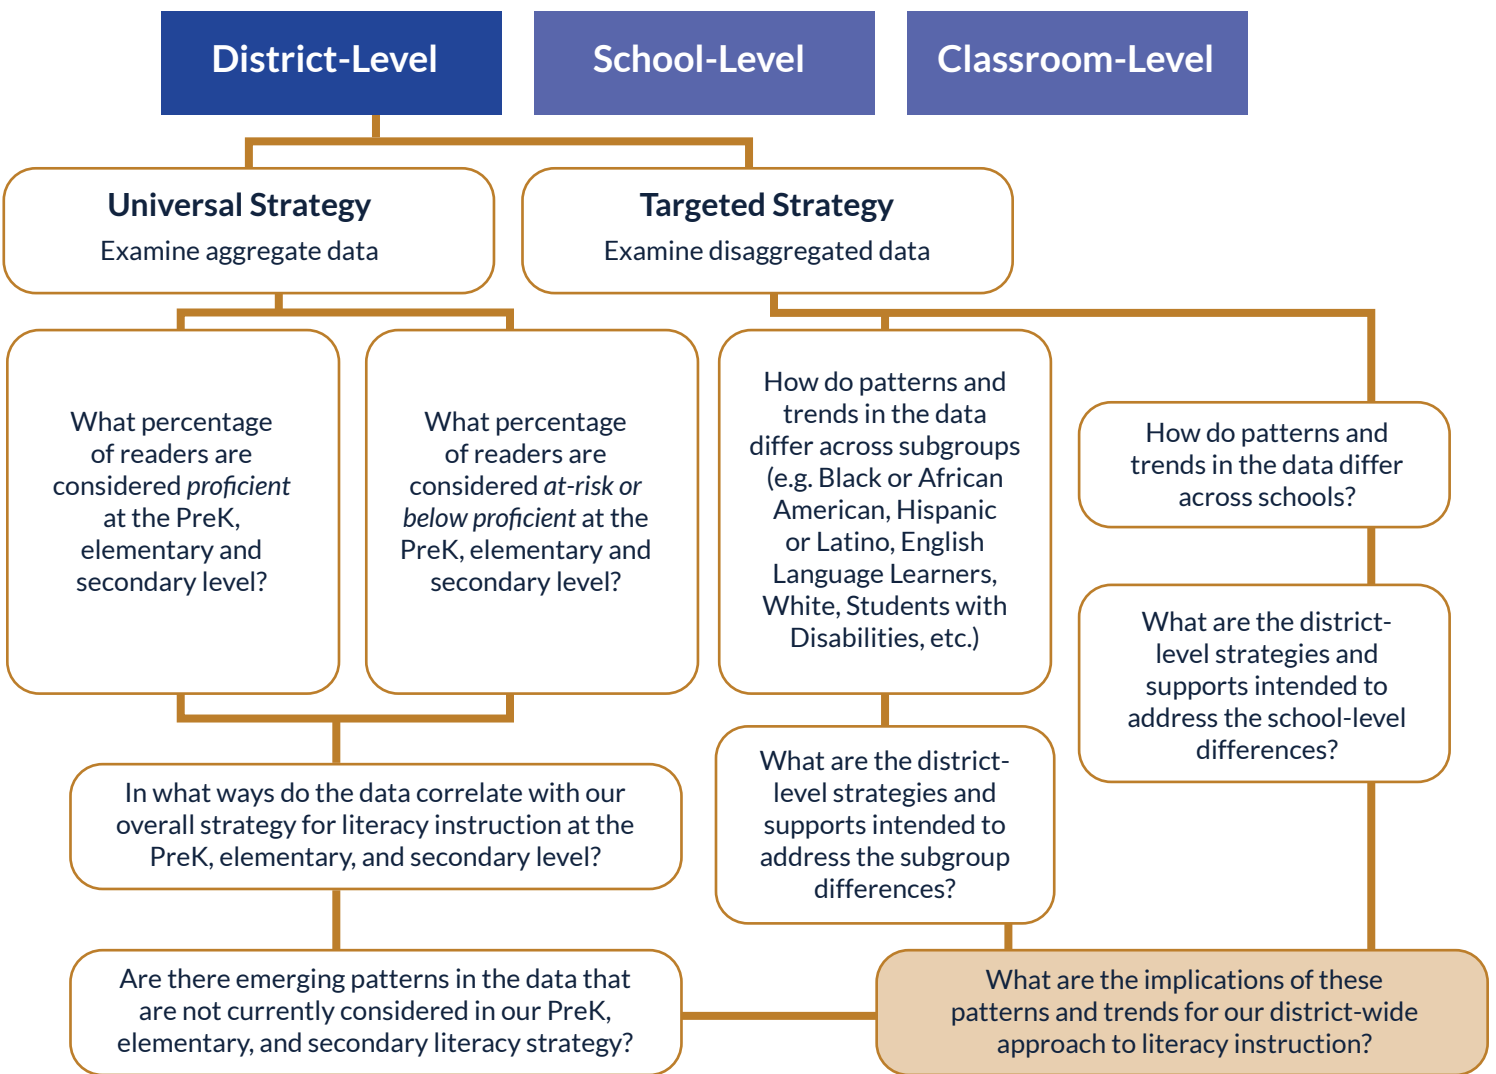 District-Level
School-Level
Classroom-Level
Universal Strategy
Examine aggregate data
Targeted Strategy
Examine disaggregated data
What percentage
of readers are
considered proficient
at the PreK,
elementary and
secondary level?
What percentage
of readers are
considered at-risk or
below proficient at the
PreK, elementary and
secondary level?
In what ways do the data correlate with our
overall strategy for literacy instruction at the
PreK, elementary, and secondary level?
Are there emerging patterns in the data that
are not currently considered in our PreK,
elementary, and secondary literacy strategy?
How do patterns and
trends in the data
differ across subgroups
(e.g. Black or African
American, Hispanic
or Latino, English
Language Learners,
White, Students with
Disabilities, etc.)
What are the district-
level strategies and
supports intended to
address the subgroup
differences?
How do patterns and
trends in the data differ
across schools?
What are the district-
level strategies and
supports intended to
address the school-level
differences?
What are the implications of these
patterns and trends for our district-wide
approach to literacy instruction?